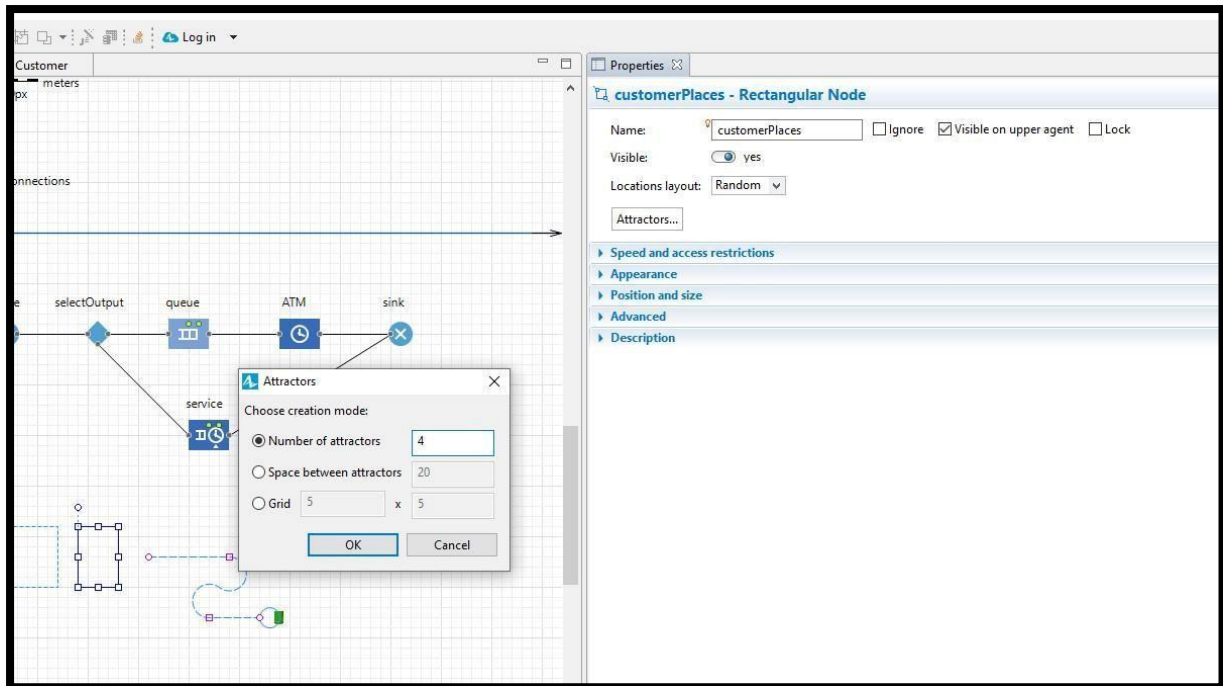 Log in
Customer
meters
px
onnections
e selectOutput queue ATM sink
service
Attractors
Choose creation mode:
Number of attractors 4
Space between attractors 20
Grid 5 x 5
OK Cancel
Properties
customerPlaces - Rectangular Node
Name: customerPlaces Ignore Visible on upper agent Lock
Visible: yes
Locations layout: Random
Attractors...
Speed and access restrictions
Appearance
Position and size
Advanced
Description